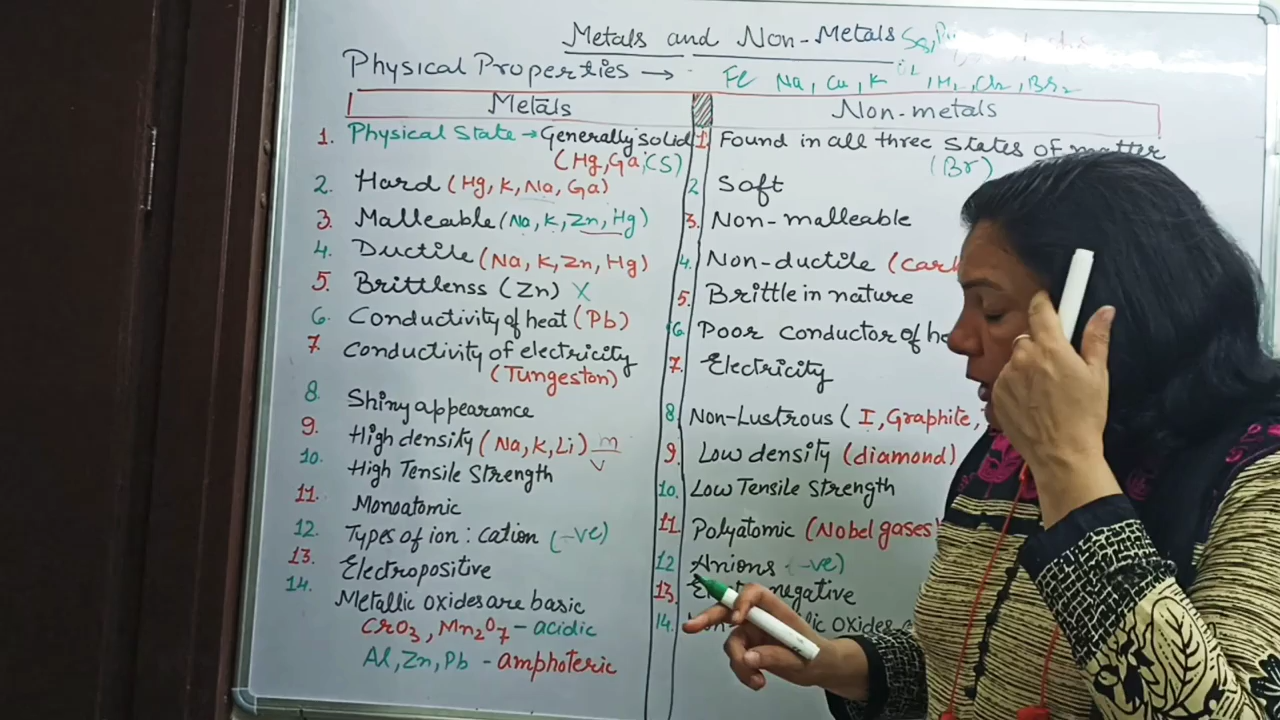 Metals and Non-Metals
Physical Properties →
Fe Na, Cu, K
Metals
Non-metals
1. Physical State → Generally solid
(Hg, Ga, CS)
2. Hard (Hg, K, Na, Ga)
3. Malleable (Na, K, Zn, Hg)
4. Ductile (Na, K, Zn, Hg)
5. Brittlenss (Zn) X
6. Conductivity of heat (Pb)
7. Conductivity of electricity
(Tungeston)
8. Shiny appearance
9. High density (Na, K, Li) m
v
10. High Tensile Strength
11. Monoatomic
12. Types of ion : cation (-ve)
13. Electropositive
14. Metallic oxides are basic
CrO3, Mn2O7 - acidic
Al, Zn, Pb - amphoteric
1. Found in all three states of matter
(Br)
2 Soft
3. Non-malleable
4. Non-ductile
5. Brittle in nature
6. Poor conductor of
7. Electricity
8. Non-Lustrous (I, Graphite,
9. Low density (diamond)
10. Low Tensile Strength
11 Polyatomic (Nobel gases)
12 Anions (-ve)
13. negative
14. oxides